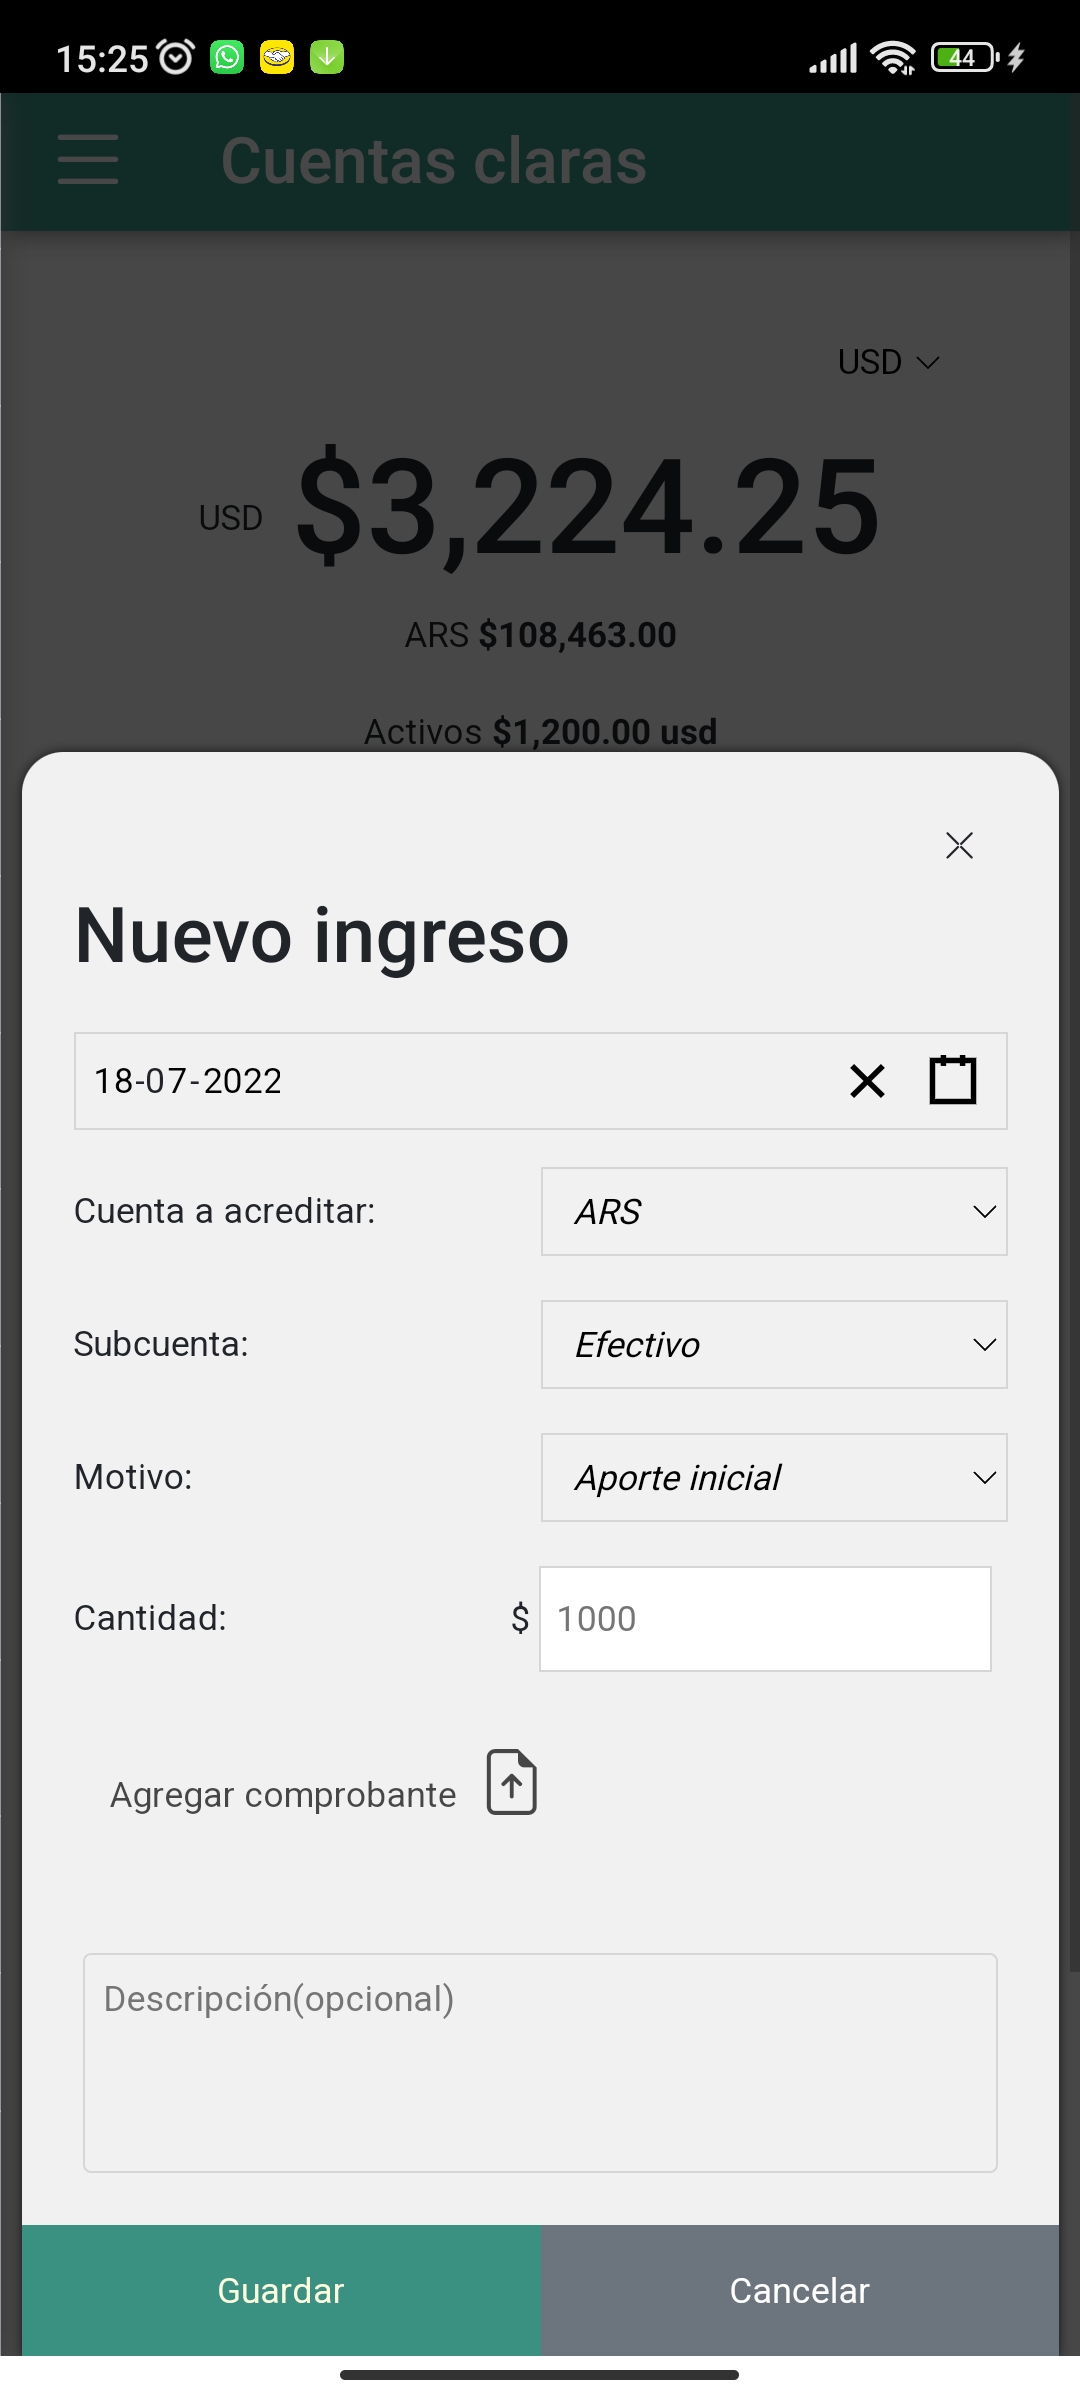 15:25
44
Cuentas claras
USD
USD $3,224.25
ARS $108,463.00
Activos $1,200.00 usd
Nuevo ingreso
18-07-2022
Cuenta a acreditar: ARS
Subcuenta: Efectivo
Motivo: Aporte inicial
Cantidad: $ 1000
Agregar comprobante
Descripción(opcional)
Guardar Cancelar